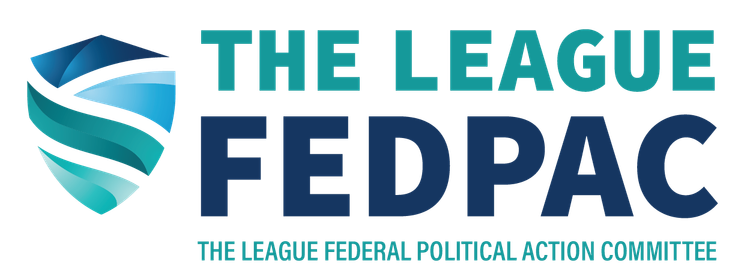 THE LEAGUE
FEDPAC
THE LEAGUE FEDERAL POLITICAL ACTION COMMITTEE